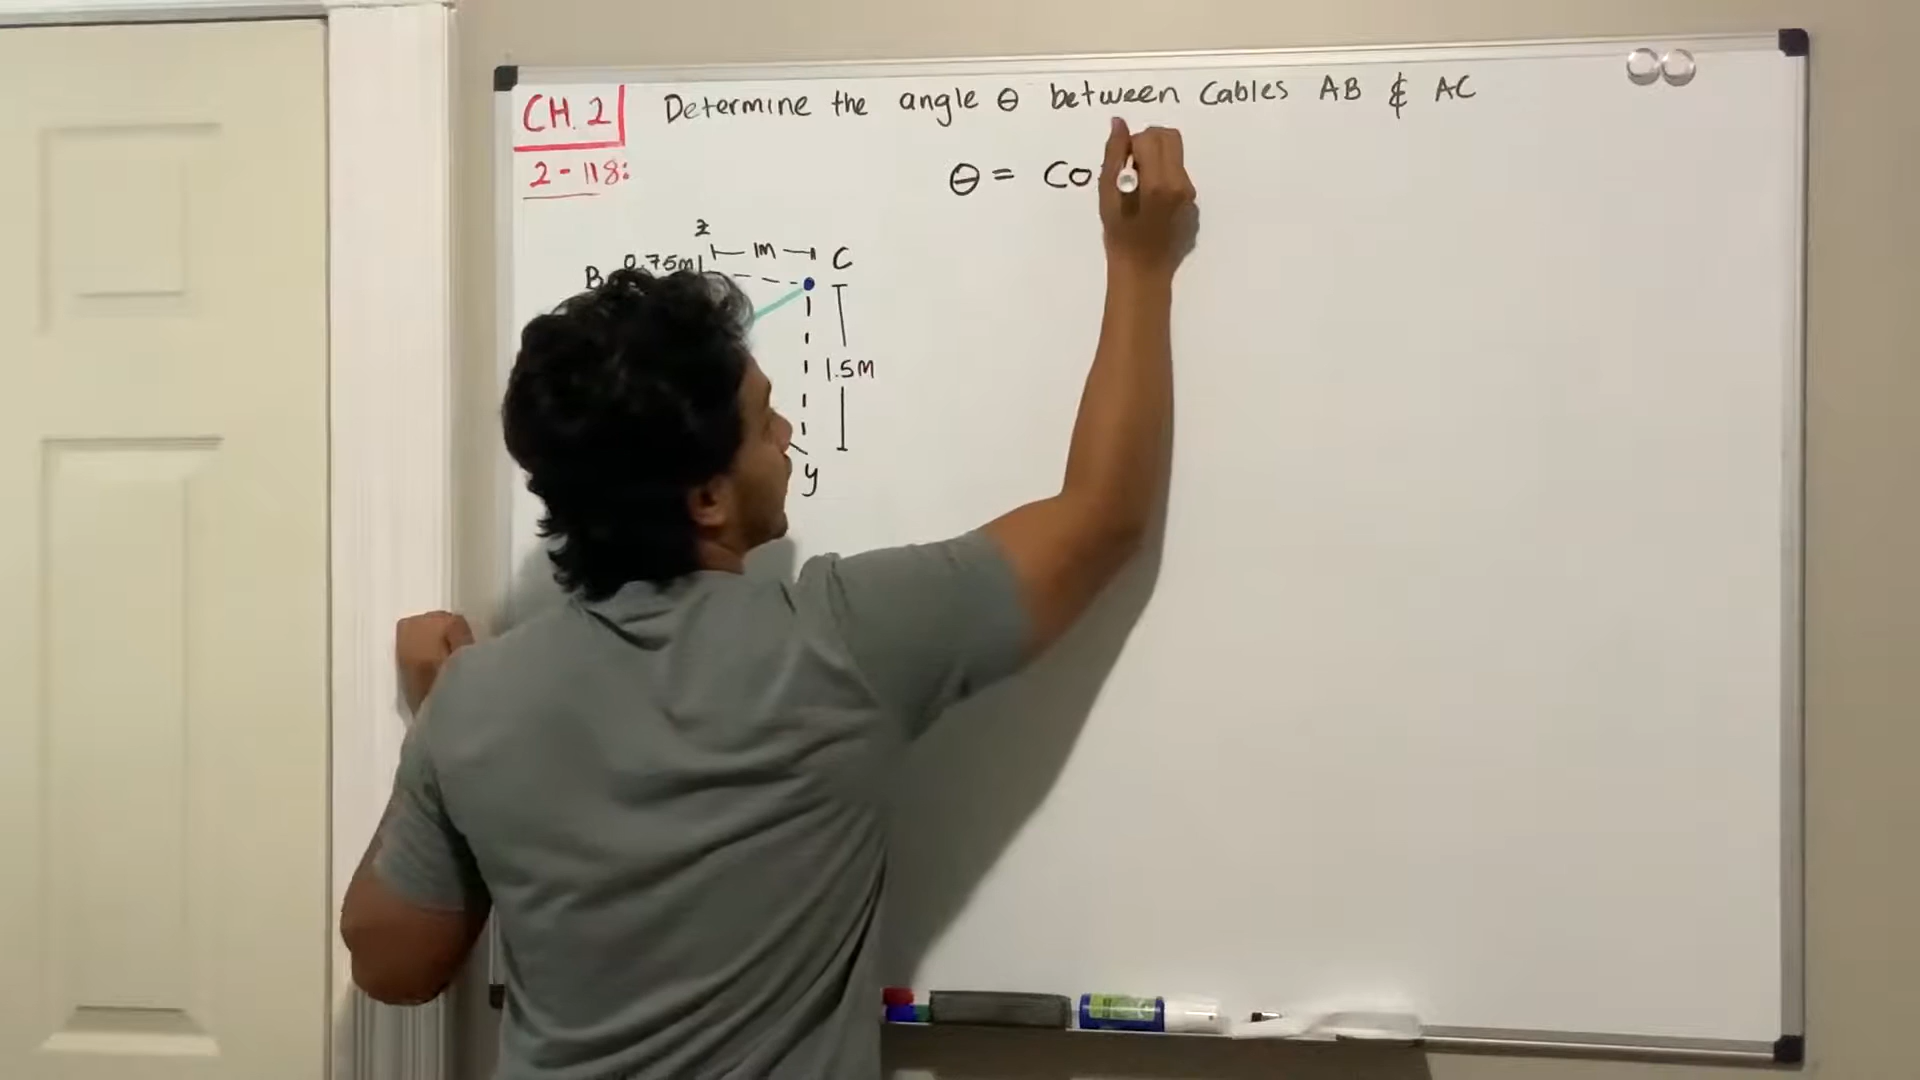 CH. 2 Determine the angle θ between Cables AB & AC
2-118:
θ = Co
z
1m
C
B
0.75m
1.5m
y